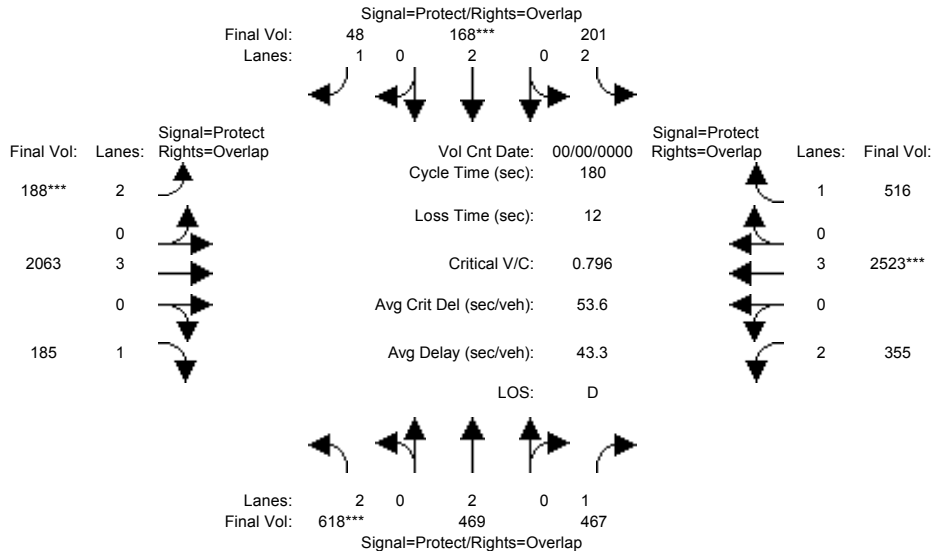 Signal=Protect/Rights=Overlap
Final Vol: 48 168*** 201
Lanes: 1 0 2 0 2
Signal=Protect Signal=Protect
Final Vol: Lanes: Rights=Overlap Vol Cnt Date: 00/00/0000 Rights=Overlap Lanes: Final Vol:
Cycle Time (sec): 180
188*** 2 1 516
Loss Time (sec): 12
0 0
2063 3 Critical V/C: 0.796 3 2523***
0 Avg Crit Del (sec/veh): 53.6 0
185 1 Avg Delay (sec/veh): 43.3 2 355
LOS: D
Lanes: 2 0 2 0 1
Final Vol: 618*** 469 467
Signal=Protect/Rights=Overlap